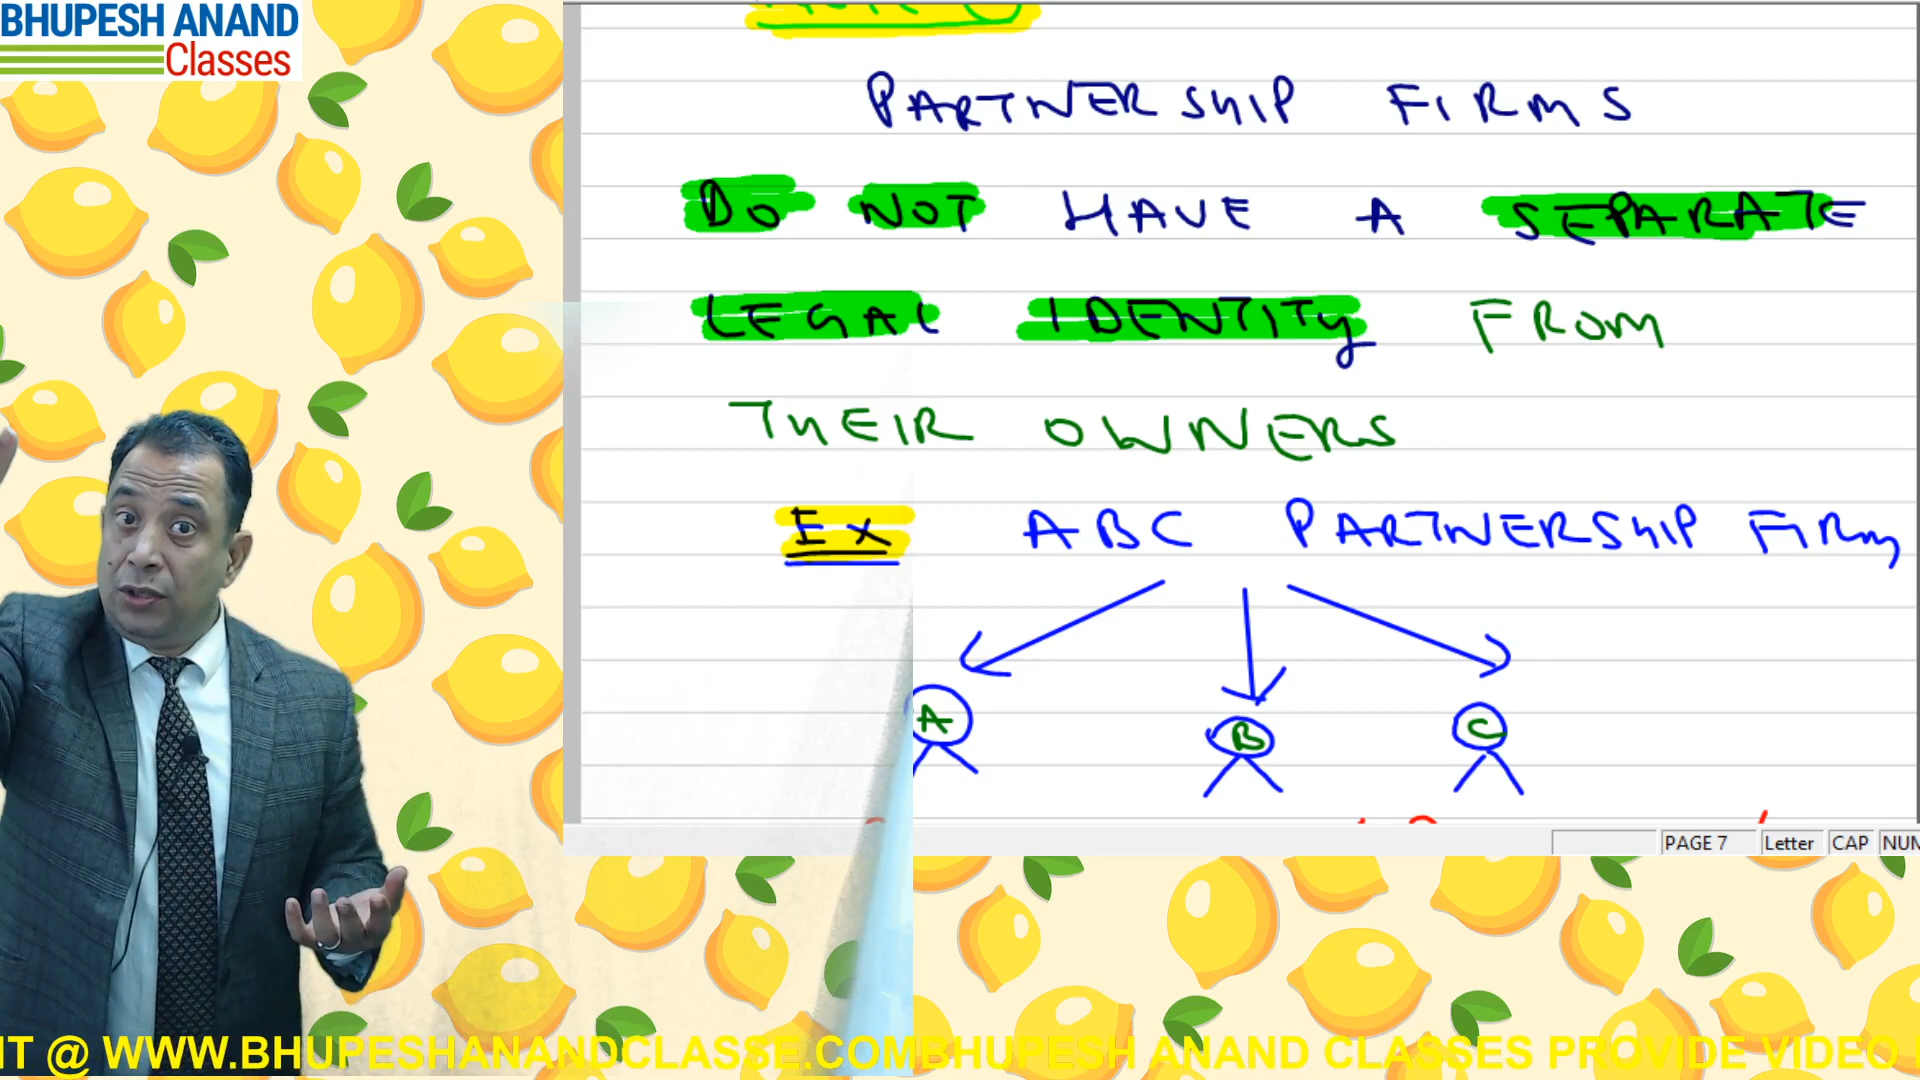 BHUPESH ANAND
Classes
PARTNERSHIP FIRMS
DO NOT HAVE A SEPARATE
LEGAL IDENTITY FROM
THEIR OWNERS
EX ABC PARTNERSHIP FIRM
A B C
PAGE 7 Letter CAP NUM
IT @ WWW.BHUPESHANANDCLASSE.COMBHUPESH ANAND CLASSES PROVIDE VIDEO